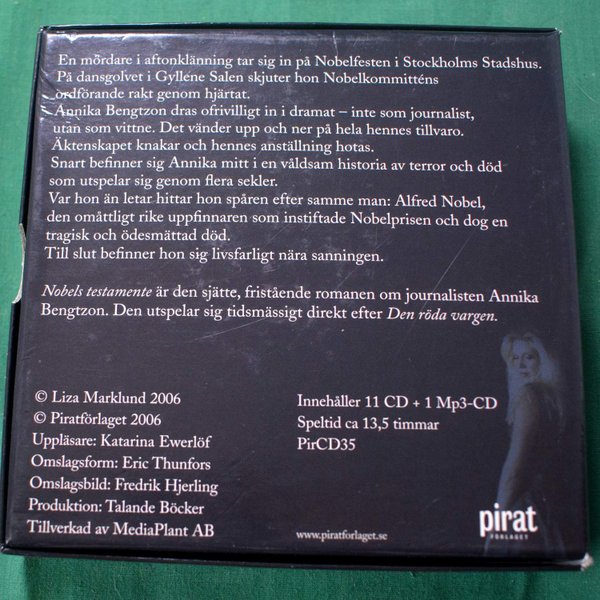 En mördare i aftonklänning tar sig in på Nobelfesten i Stockholms Stadshus.
På dansgolvet i Gyllene Salen skjuter hon Nobelkommitténs
ordförande rakt genom hjärtat.
Annika Bengtzon dras ofrivilligt in i dramat – inte som journalist,
utan som vittne. Det vänder upp och ner på hela hennes tillvaro.
Äktenskapet knakar och hennes anställning hotas.
Snart befinner sig Annika mitt i en våldsam historia av terror och död
som utspelar sig genom flera sekler.
Var hon än letar hittar hon spåren efter samme man: Alfred Nobel,
den omåttligt rike uppfinnaren som instiftade Nobelprisen och dog en
tragisk och ödesmättad död.
Till slut befinner hon sig livsfarligt nära sanningen.
Nobels testamente är den sjätte, fristående romanen om journalisten Annika
Bengtzon. Den utspelar sig tidsmässigt direkt efter Den röda vargen.
© Liza Marklund 2006
© Piratförlaget 2006
Uppläsare: Katarina Ewerlöf
Omslagsform: Eric Thunfors
Omslagsbild: Fredrik Hjerling
Produktion: Talande Böcker
Tillverkad av MediaPlant AB
Innehåller 11 CD + 1 Mp3-CD
Speltid ca 13,5 timmar
PirCD35
www.piratforlaget.se
pirat
FÖRLAGET